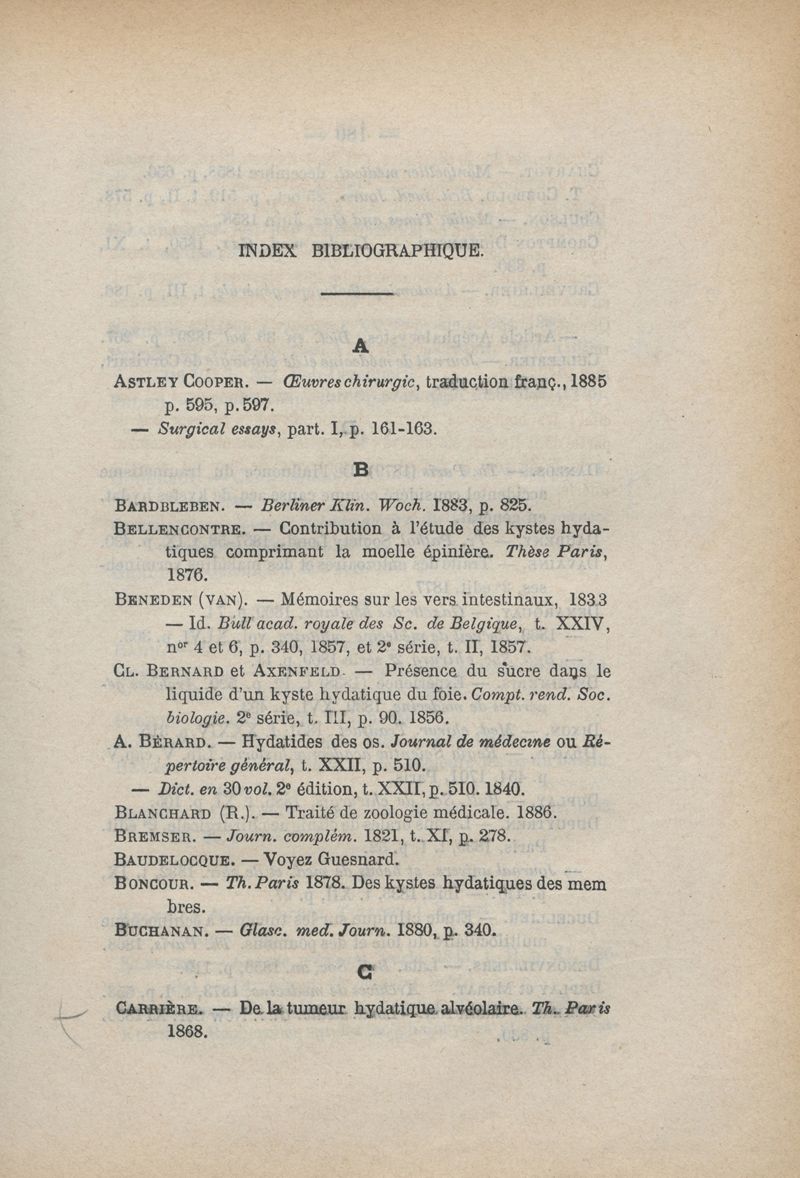 INDEX BIBLIOGRAPHIQUE.
A
ASTLEY COOPER. — Œuvres chirurgic, traduction franç., 1885
p. 595, p. 597.
— Surgical essays, part. I, p. 161-163.
B
BARDBLEBEN. — Berliner Klin. Woch. 1883, p. 825.
BELLENCONTRE. — Contribution à l'étude des kystes hyda-
tiques comprimant la moelle épinière. Thèse Paris,
1876.
BENEDEN (VAN). — Mémoires sur les vers intestinaux, 1833
— Id. Bull acad. royale des Sc. de Belgique, t. XXIV,
nor 4 et 6, p. 340, 1857, et 2e série, t. II, 1857.
CL. BERNARD et AXENFELD. — Présence du sucre dans le
liquide d'un kyste hydatique du foie. Compt. rend. Soc.
biologie. 2e série, t. III, p. 90. 1856.
A. BÉRARD. — Hydatides des os. Journal de médecine ou Ré-
pertoire général, t. XXII, p. 510.
— Dict. en 30 vol. 2e édition, t. XXII, p. 510. 1840.
BLANCHARD (R.). — Traité de zoologie médicale. 1886.
BREMSER. — Journ. complém. 1821, t. XI, p. 278.
BAUDELOCQUE. — Voyez Guesnard.
BONCOUR. — Th. Paris 1878. Des kystes hydatiques des mem
bres.
BUCHANAN. — Glasc. med. Journ. 1880, p. 340.
C
CARRIÈRE. — De la tumeur hydatique alvéolaire. Th. Paris
1868.